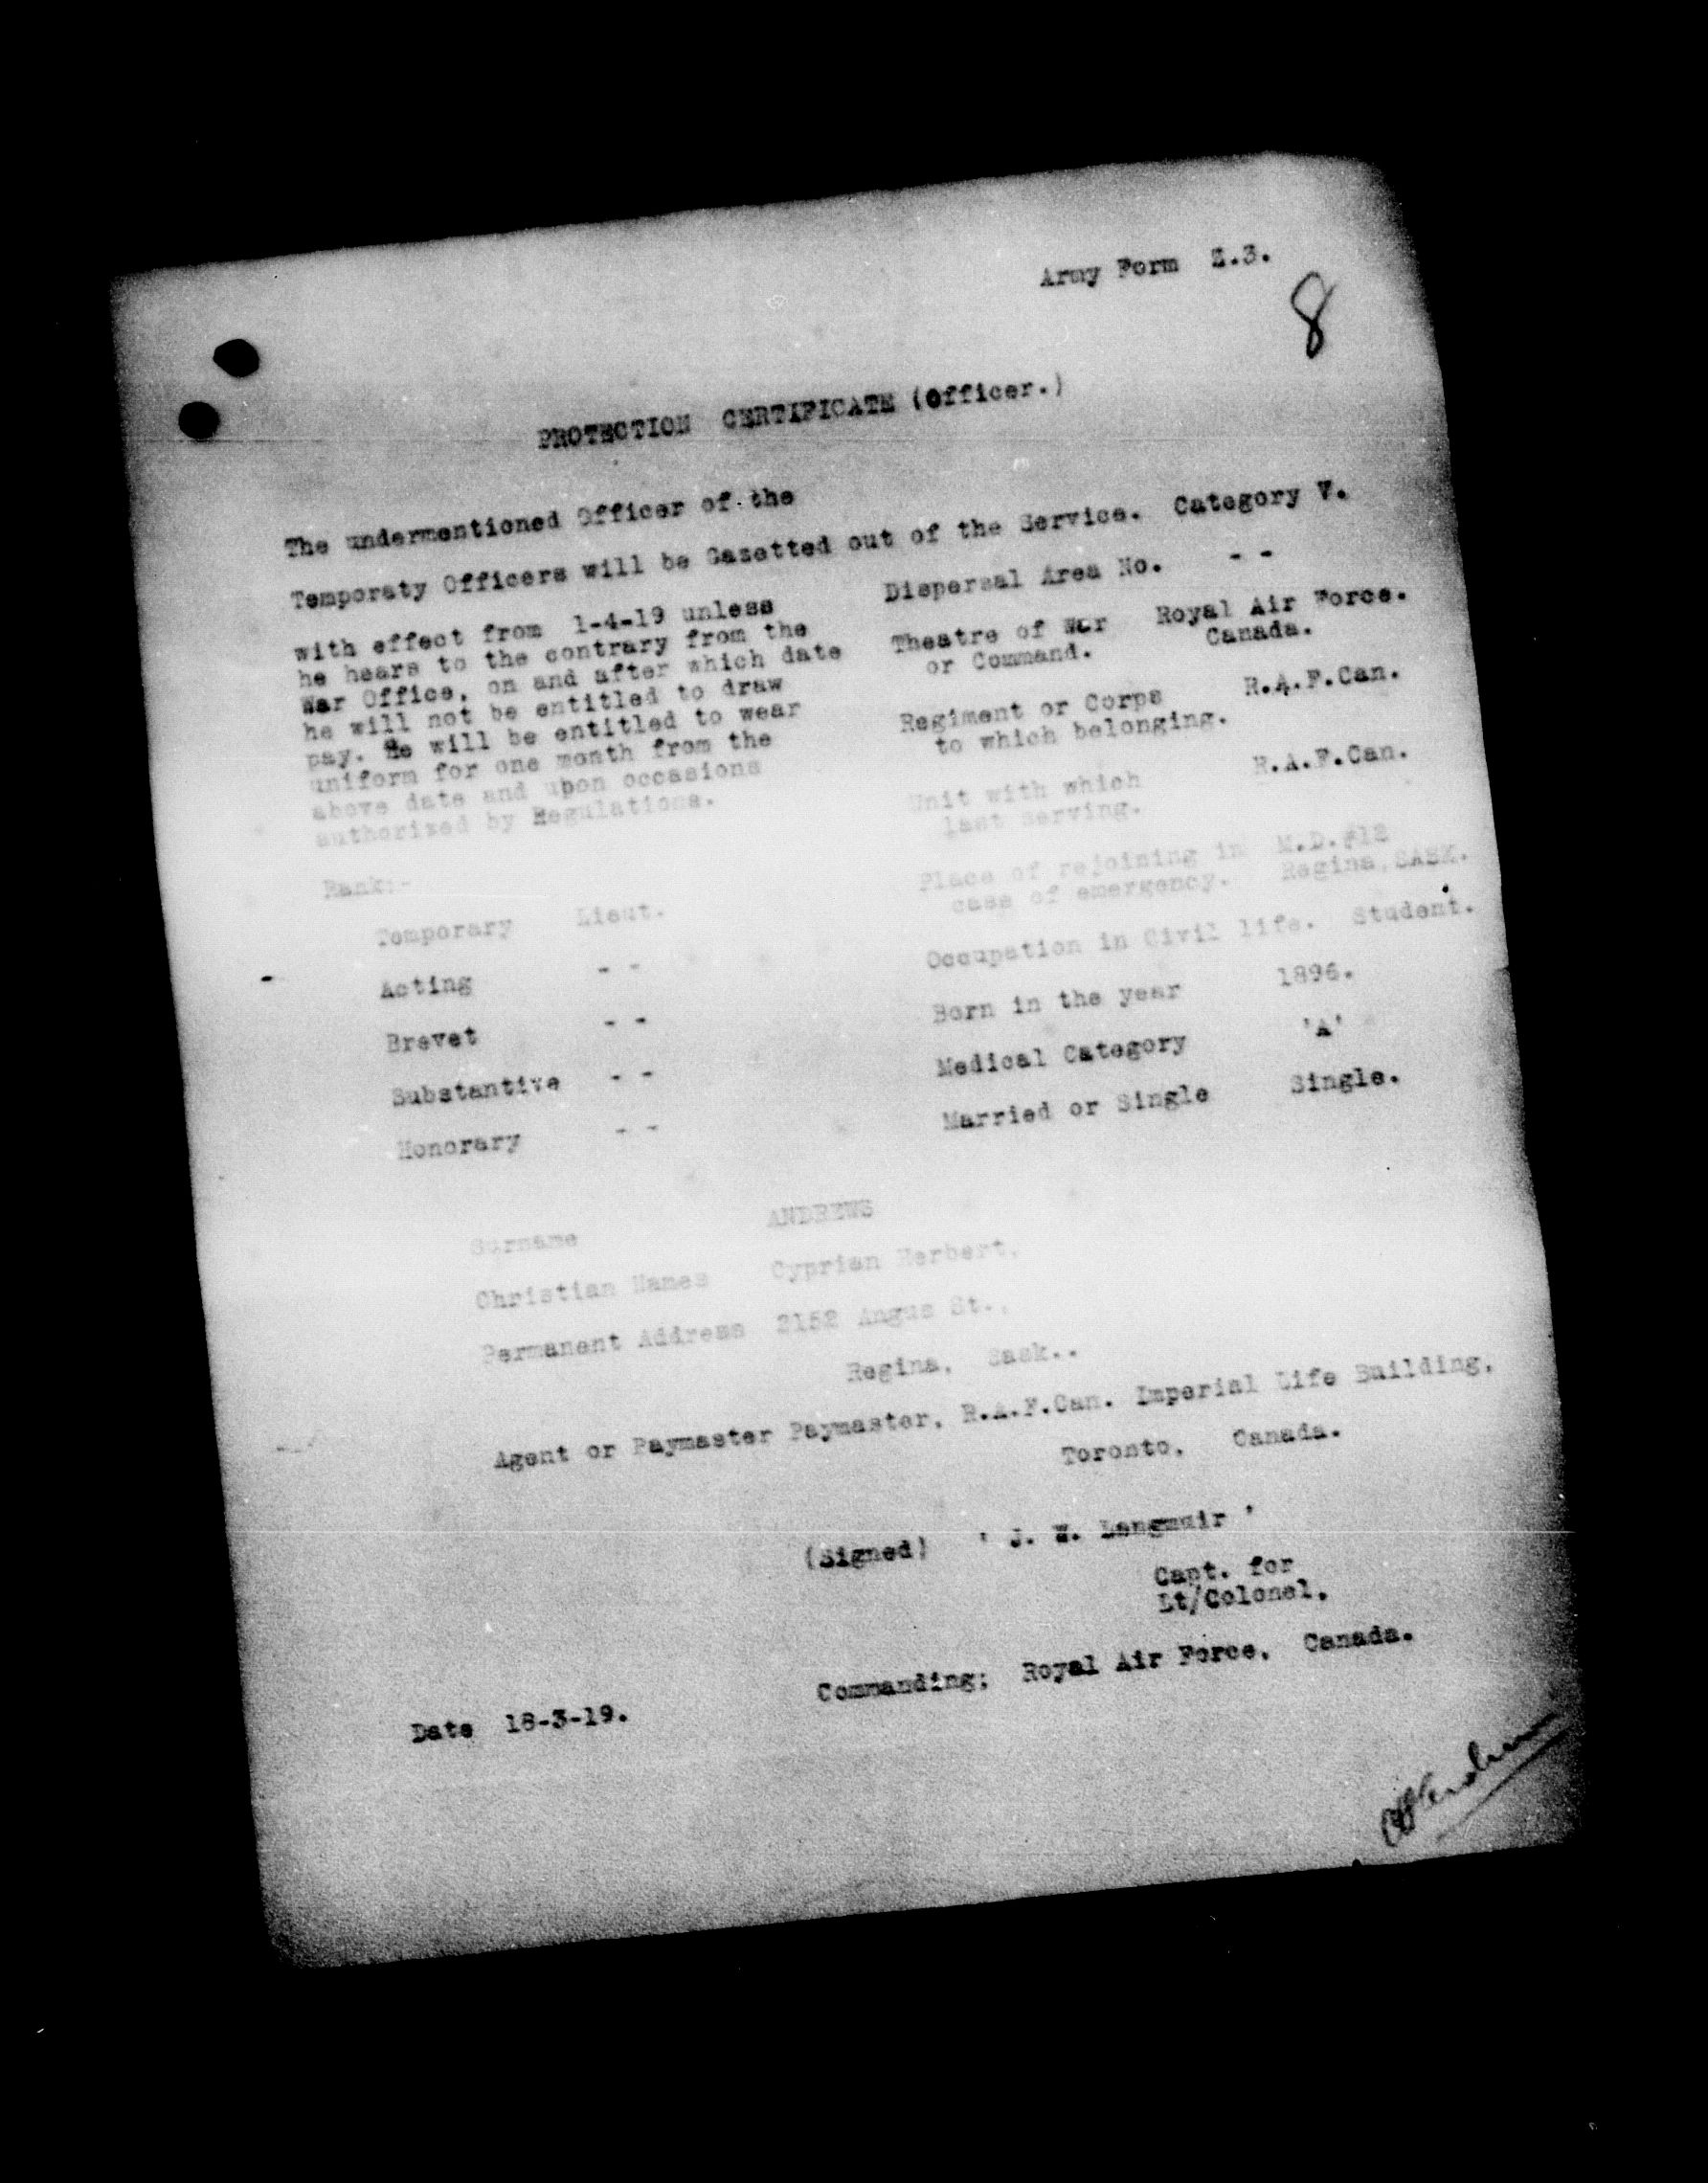 Army Form Z.3.
8
PROTECTION CERTIFICATE (Officer.)
The undermentioned Officer of the
Temporaty Officers will be Gazetted out of the Service. Category V.
with effect from 1-4-19 unless
he hears to the contrary from the
War Office, on and after which date
he will not be entitled to draw
pay. He will be entitled to wear
uniform for one month from the
above date and upon occasions
authorized by Regulations.
Dispersal Area No. - -
Theatre of War Royal Air Force.
or Command. Canada.
Regiment or Corps R.A.F.Can.
to which belonging.
Unit with which R.A.F.Can.
last serving.
Place of rejoining in M.D.#12
case of emergency. Regina, SASK.
Occupation in Civil life. Student.
Born in the year 1896.
Medical Category 'A'
Married or Single Single.
Rank:-
Temporary Lieut.
Acting - -
Brevet - -
Substantive - -
Honorary - -
Surname ANDREWS
Christian Names Cyprian Herbert,
Permanent Address 2152 Angus St.,
Regina, Sask..
Agent or Paymaster Paymaster, R.A.F.Can. Imperial Life Building,
Toronto, Canada.
(Signed) ' J. W. Langmuir '
Capt. for
Lt/Colonel.
Commanding; Royal Air Force, Canada.
Date 18-3-19.